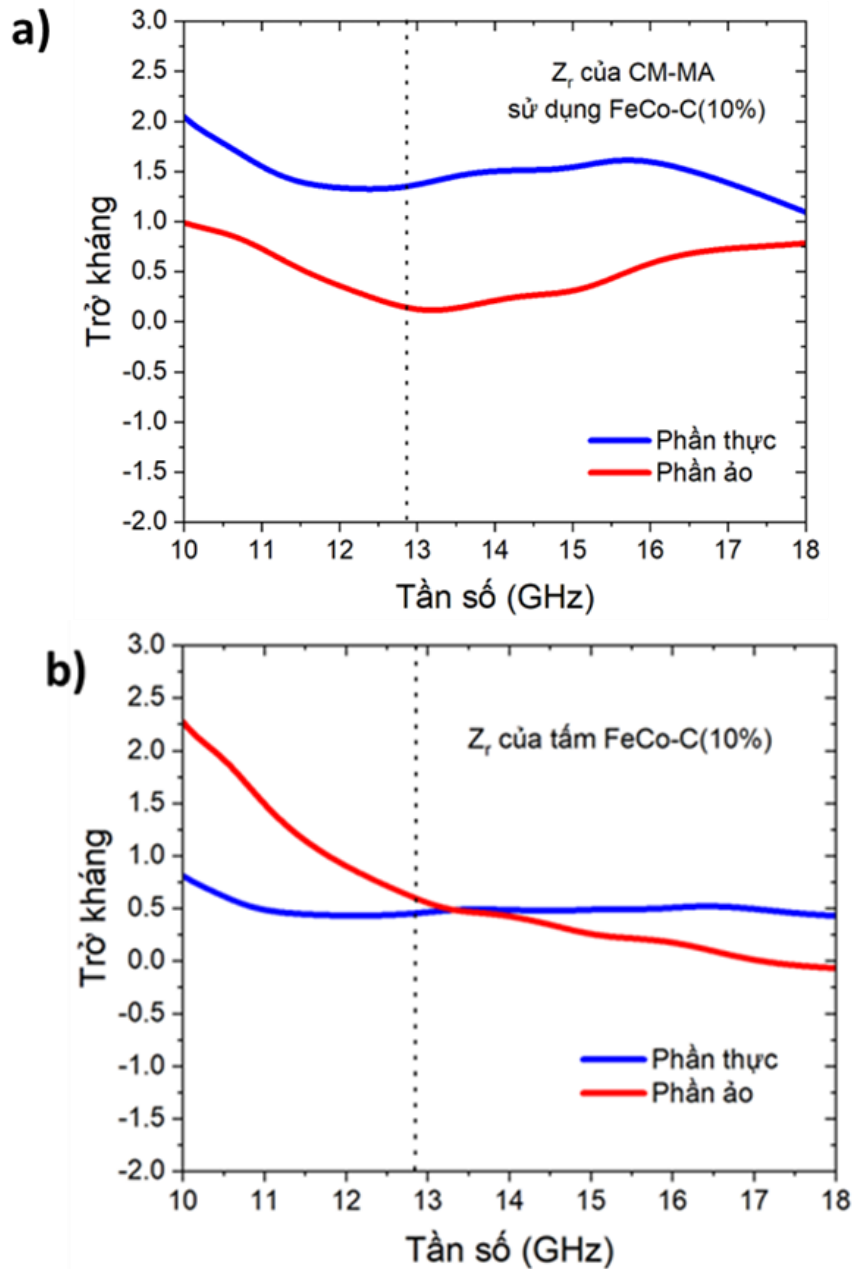 a)
3.0
2.5
2.0
1.5
1.0
0.5
0.0
-0.5
-1.0
-1.5
-2.0
Trở kháng
Zr của CM-MA
sử dụng FeCo-C(10%)
Phần thực
Phần ảo
10 11 12 13 14 15 16 17 18
Tần số (GHz)
b)
3.0
2.5
2.0
1.5
1.0
0.5
0.0
-0.5
-1.0
-1.5
-2.0
Trở kháng
Zr của tấm FeCo-C(10%)
Phần thực
Phần ảo
10 11 12 13 14 15 16 17 18
Tần số (GHz)